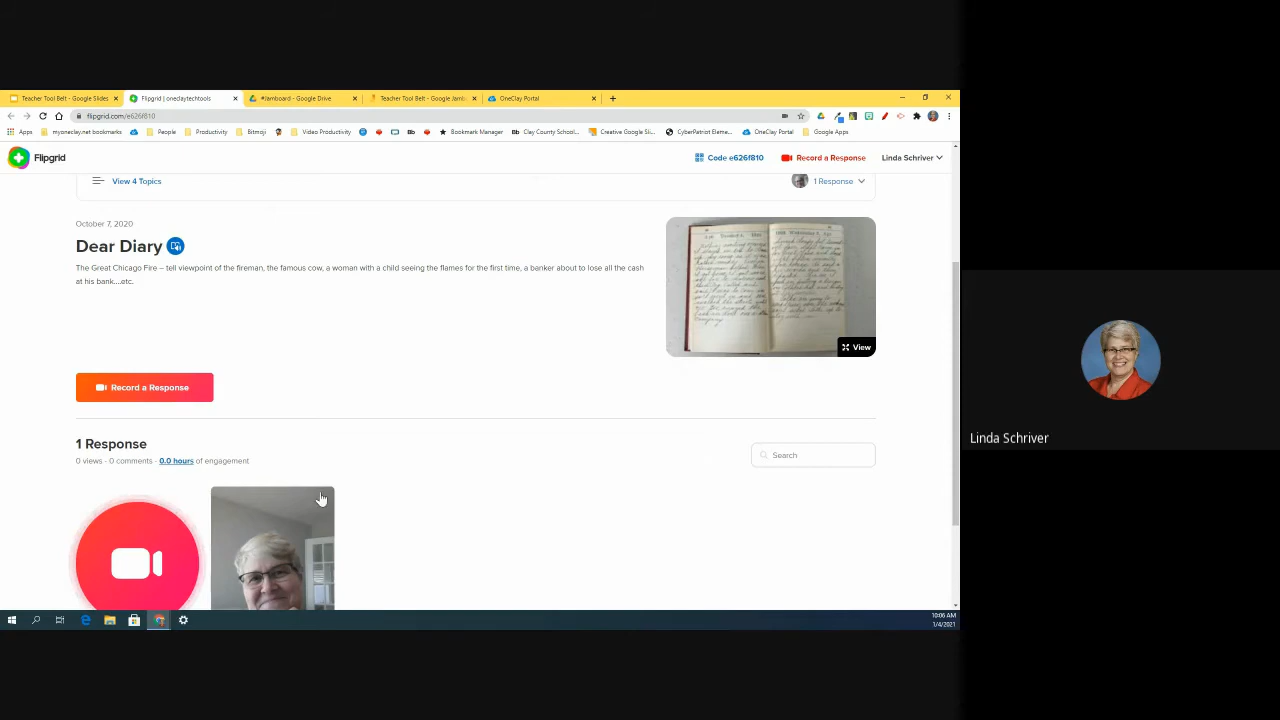 Teacher Tool Belt - Google Slides
Flipgrid | oneclaytechtools
#Jamboard - Google Drive
Teacher Tool Belt - Google Jamb
OneClay Portal
flipgrid.com/e626f810
Apps
myoneclay.net bookmarks
People
Productivity
Bitmoji
Video Productivity
Bookmark Manager
Clay County School...
Creative Google Sli...
CyberPatriot Eleme...
OneClay Portal
Google Apps
Flipgrid
Code e626f810
Record a Response
Linda Schriver
View 4 Topics
1 Response
October 7, 2020
Dear Diary
The Great Chicago Fire – tell viewpoint of the fireman, the famous cow, a woman with a child seeing the flames for the first time, a banker about to lose all the cash
at his bank....etc.
View
Record a Response
1 Response
0 views - 0 comments - 0.0 hours of engagement
Search
Linda Schriver
10:06 AM
1/4/2021